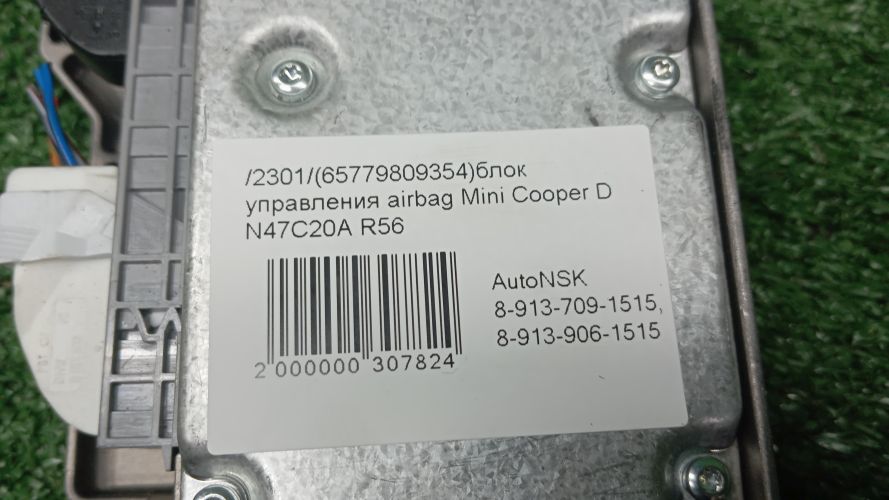 /2301/(65779809354)блок
управления airbag Mini Cooper D
N47C20A R56
AutoNSK
8-913-709-1515,
8-913-906-1515
2 000000 307824